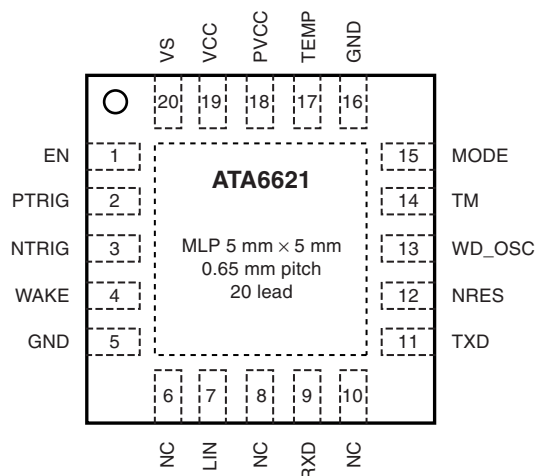 VS VCC PVCC TEMP GND
20 19 18 17 16
EN 1 15 MODE
ATA6621
PTRIG 2 14 TM
NTRIG 3 MLP 5 mm × 5 mm 13 WD_OSC
0.65 mm pitch
WAKE 4 20 lead 12 NRES
GND 5 11 TXD
6 7 8 9 10
NC LIN NC RXD NC